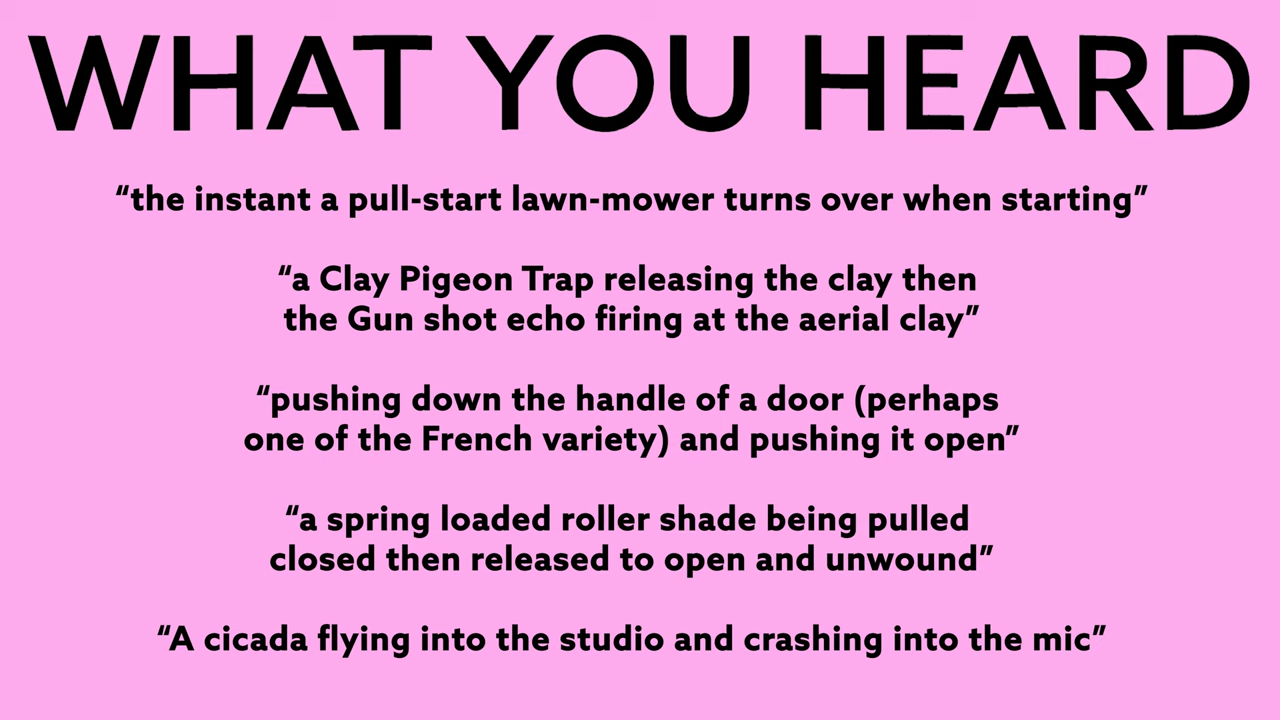 WHAT YOU HEARD
“the instant a pull-start lawn-mower turns over when starting”
“a Clay Pigeon Trap releasing the clay then
the Gun shot echo firing at the aerial clay”
“pushing down the handle of a door (perhaps
one of the French variety) and pushing it open”
“a spring loaded roller shade being pulled
closed then released to open and unwound”
“A cicada flying into the studio and crashing into the mic”